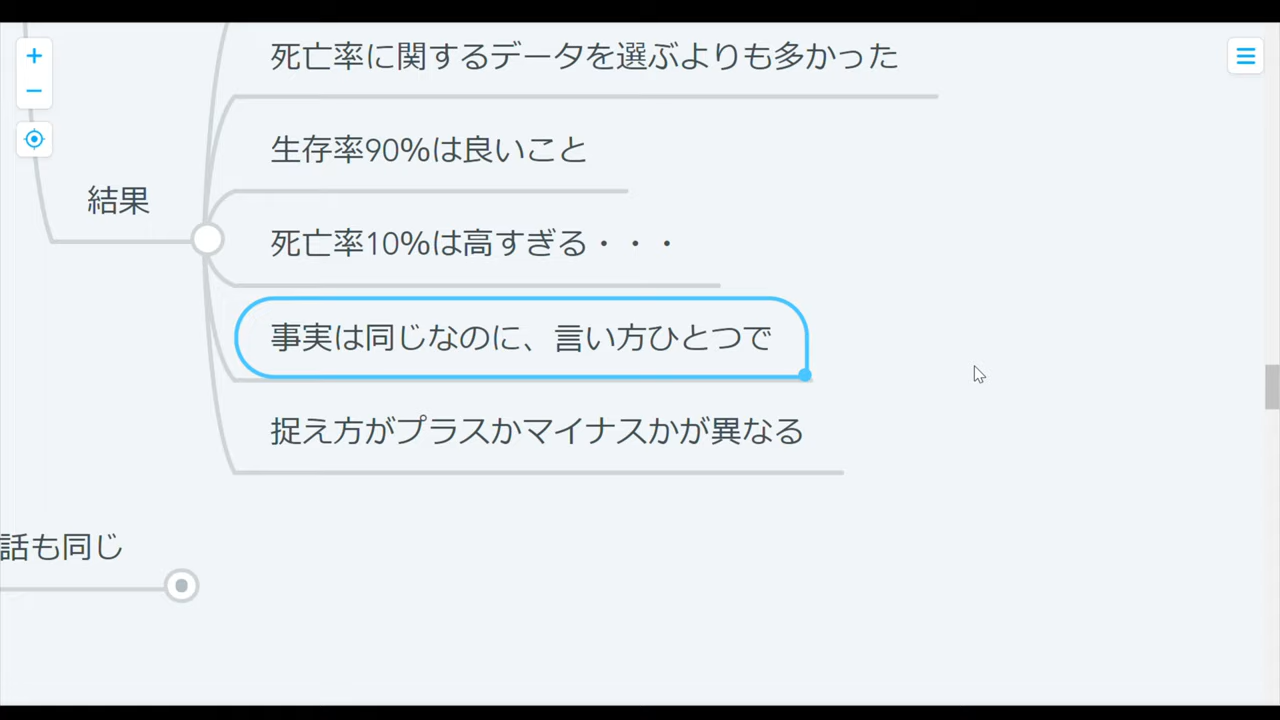 死亡率に関するデータを選ぶよりも多かった
生存率90%は良いこと
結果
死亡率10%は高すぎる・・・
事実は同じなのに、言い方ひとつで
捉え方がプラスかマイナスかが異なる
話も同じ